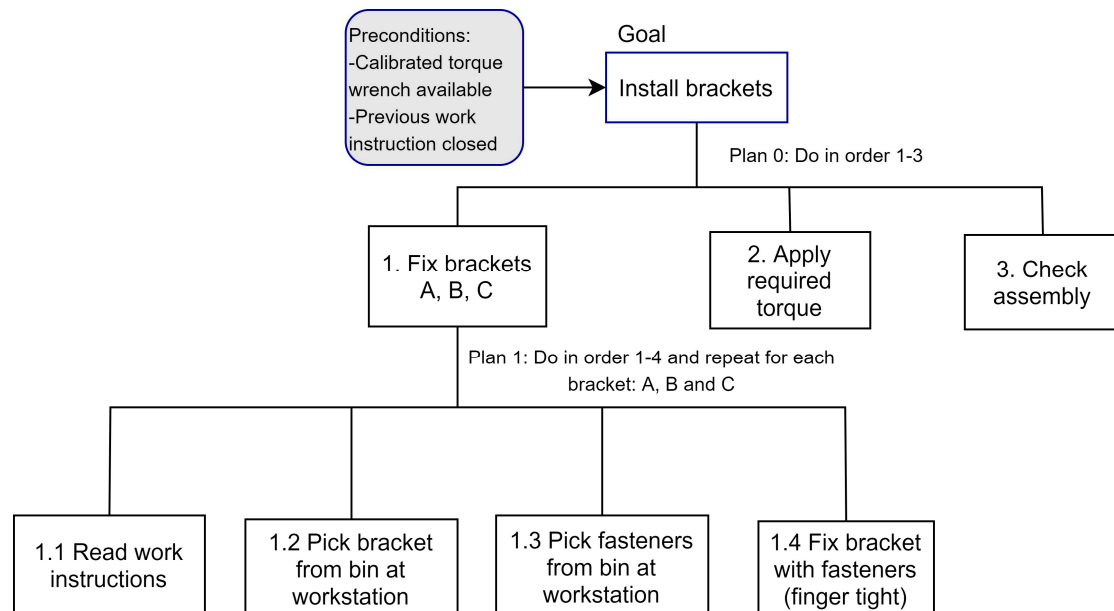 Preconditions:
-Calibrated torque
wrench available
-Previous work
instruction closed
Goal
Install brackets
Plan 0: Do in order 1-3
1. Fix brackets
A, B, C
2. Apply
required
torque
3. Check
assembly
Plan 1: Do in order 1-4 and repeat for each
bracket: A, B and C
1.1 Read work
instructions
1.2 Pick bracket
from bin at
workstation
1.3 Pick fasteners
from bin at
workstation
1.4 Fix bracket
with fasteners
(finger tight)